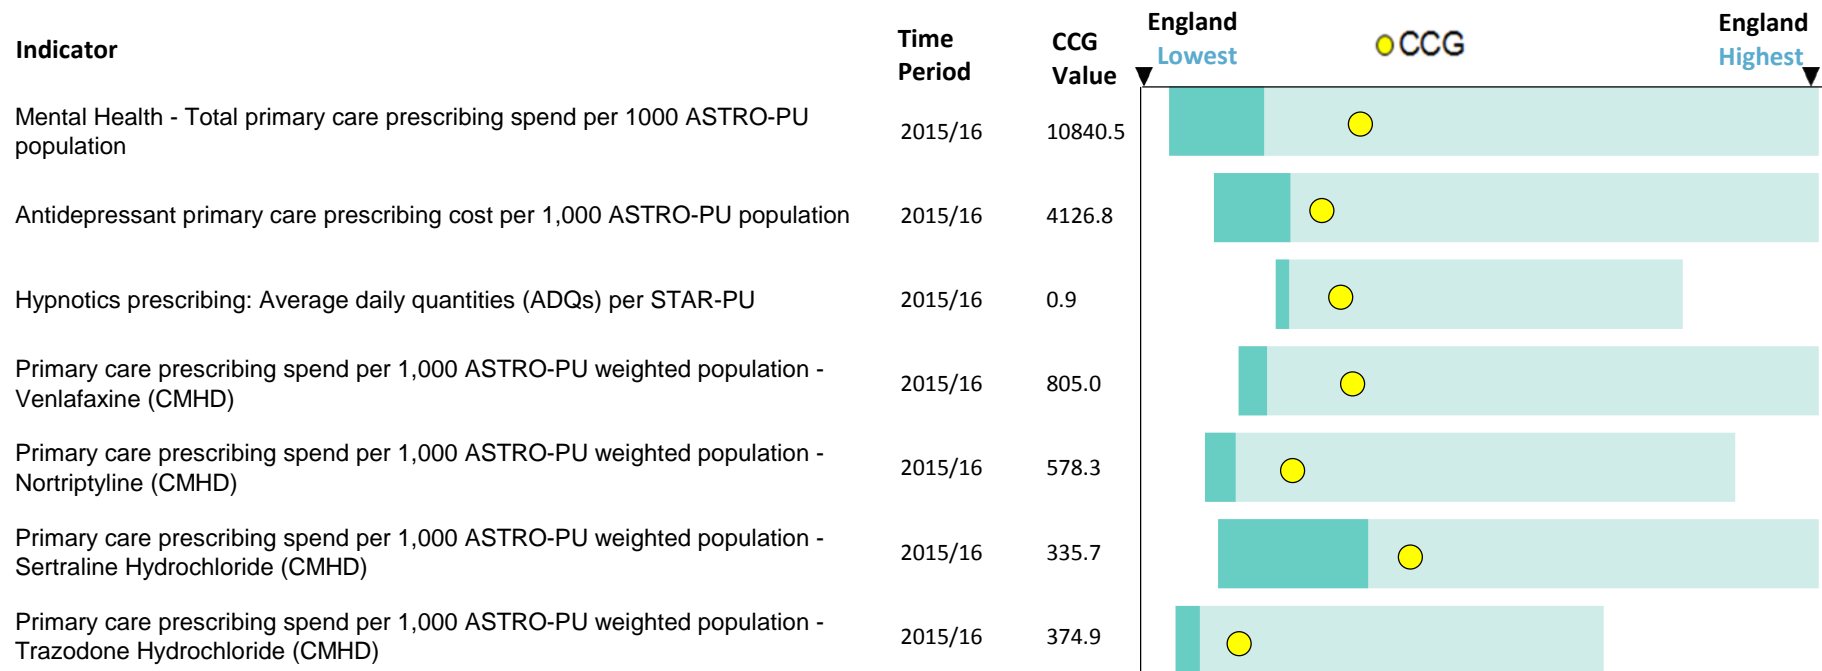 Indicator
Time
Period
CCG
Value
England
Lowest
CCG
England
Highest
Mental Health - Total primary care prescribing spend per 1000 ASTRO-PU
population
2015/16
10840.5
Antidepressant primary care prescribing cost per 1,000 ASTRO-PU population
2015/16
4126.8
Hypnotics prescribing: Average daily quantities (ADQs) per STAR-PU
2015/16
0.9
Primary care prescribing spend per 1,000 ASTRO-PU weighted population -
Venlafaxine (CMHD)
2015/16
805.0
Primary care prescribing spend per 1,000 ASTRO-PU weighted population -
Nortriptyline (CMHD)
2015/16
578.3
Primary care prescribing spend per 1,000 ASTRO-PU weighted population -
Sertraline Hydrochloride (CMHD)
2015/16
335.7
Primary care prescribing spend per 1,000 ASTRO-PU weighted population -
Trazodone Hydrochloride (CMHD)
2015/16
374.9